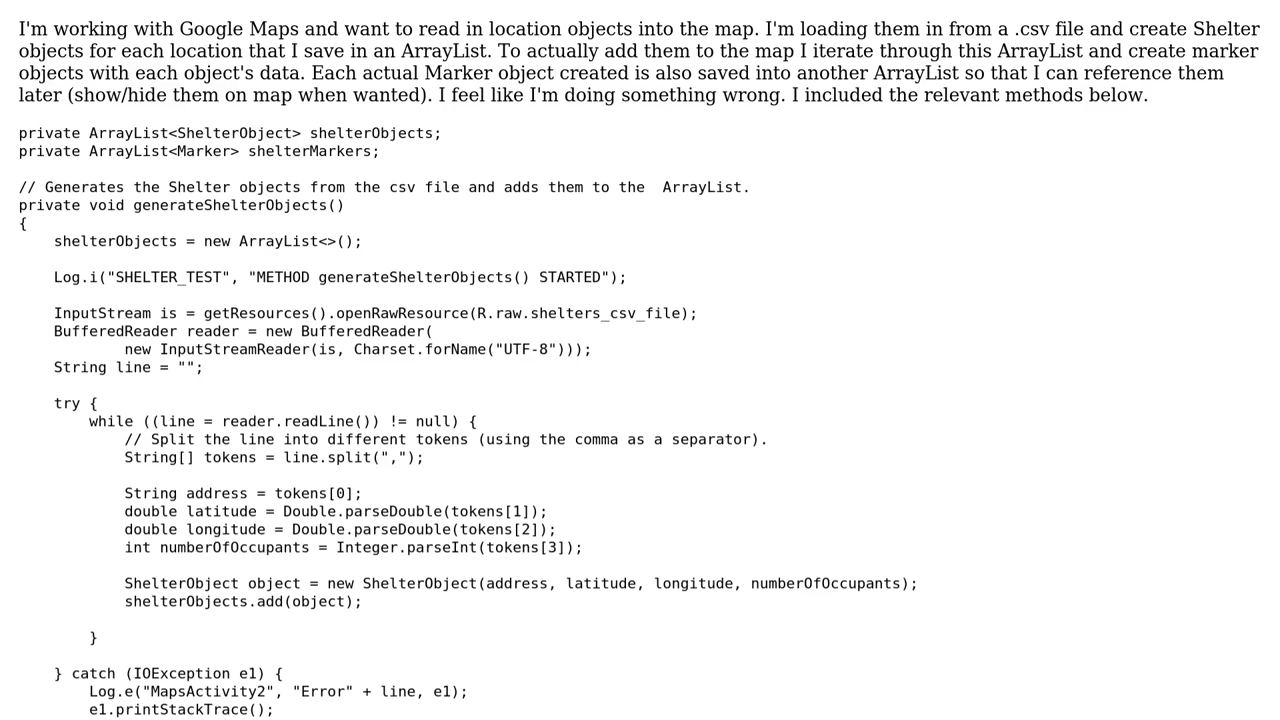 I'm working with Google Maps and want to read in location objects into the map. I'm loading them in from a .csv file and create Shelter
objects for each location that I save in an ArrayList. To actually add them to the map I iterate through this ArrayList and create marker
objects with each object's data. Each actual Marker object created is also saved into another ArrayList so that I can reference them
later (show/hide them on map when wanted). I feel like I'm doing something wrong. I included the relevant methods below.

private ArrayList<ShelterObject> shelterObjects;
private ArrayList<Marker> shelterMarkers;

// Generates the Shelter objects from the csv file and adds them to the  ArrayList.
private void generateShelterObjects()
{
    shelterObjects = new ArrayList<>();

    Log.i("SHELTER_TEST", "METHOD generateShelterObjects() STARTED");

    InputStream is = getResources().openRawResource(R.raw.shelters_csv_file);
    BufferedReader reader = new BufferedReader(
            new InputStreamReader(is, Charset.forName("UTF-8")));
    String line = "";

    try {
        while ((line = reader.readLine()) != null) {
            // Split the line into different tokens (using the comma as a separator).
            String[] tokens = line.split(",");

            String address = tokens[0];
            double latitude = Double.parseDouble(tokens[1]);
            double longitude = Double.parseDouble(tokens[2]);
            int numberOfOccupants = Integer.parseInt(tokens[3]);

            ShelterObject object = new ShelterObject(address, latitude, longitude, numberOfOccupants);
            shelterObjects.add(object);

        }

    } catch (IOException e1) {
        Log.e("MapsActivity2", "Error" + line, e1);
        e1.printStackTrace();